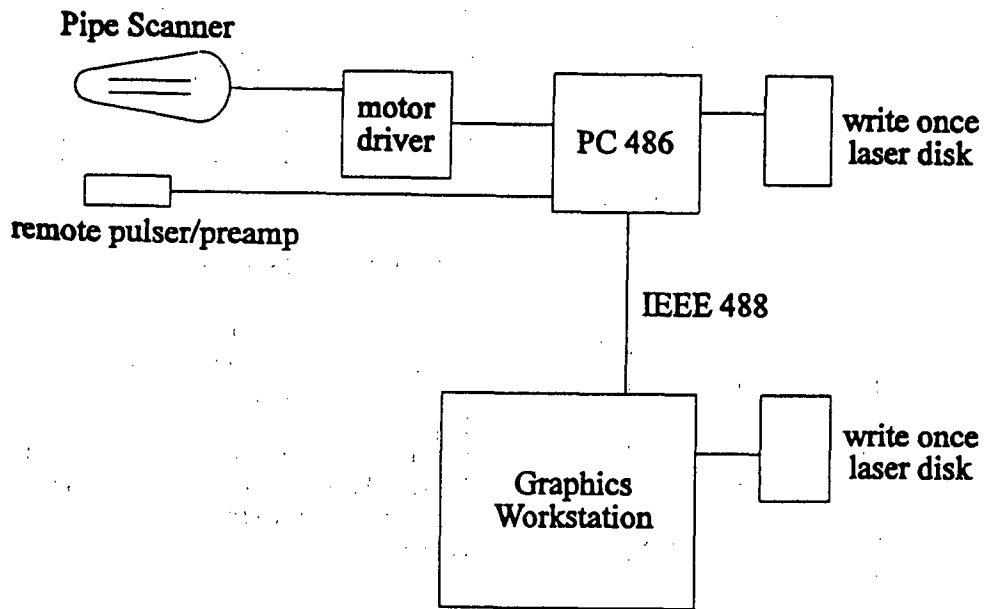 Pipe Scanner
motor
driver
PC 486
write once
laser disk
remote pulser/preamp
IEEE 488
Graphics
Workstation
write once
laser disk